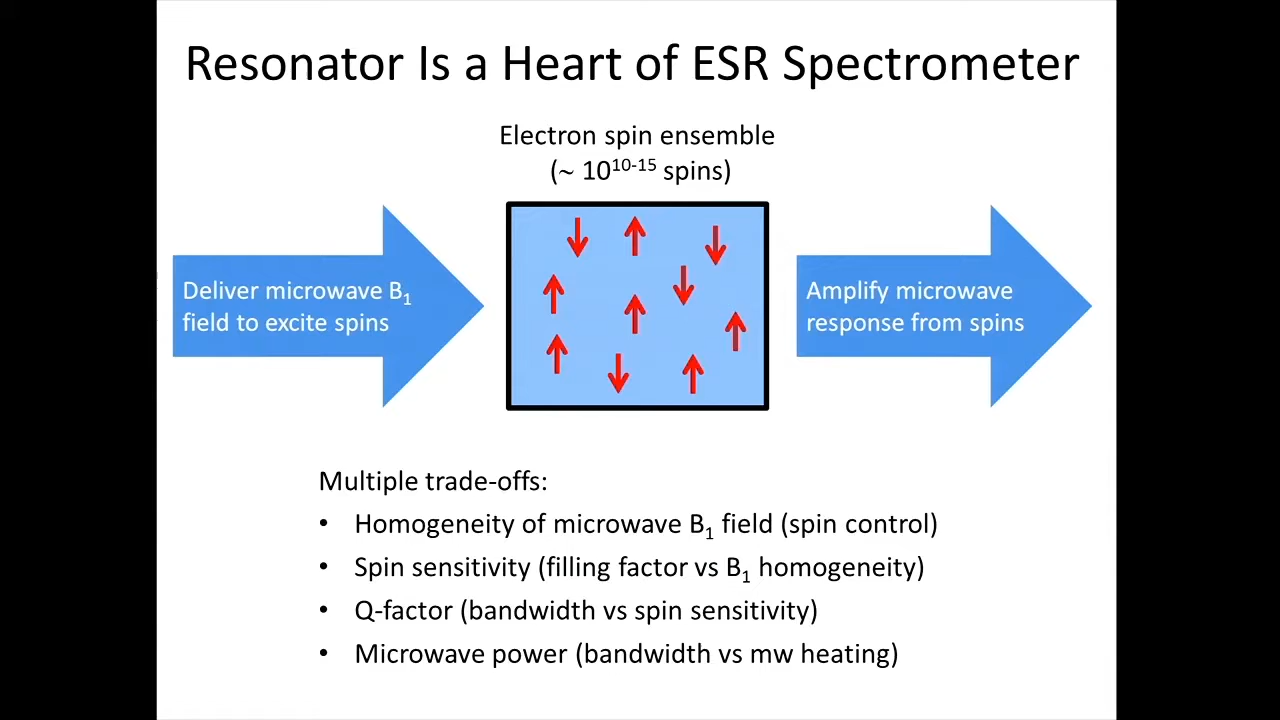 Resonator Is a Heart of ESR Spectrometer
Electron spin ensemble
(~ 10¹⁰⁻¹⁵ spins)
Deliver microwave B₁
field to excite spins
Amplify microwave
response from spins
Multiple trade-offs:
• Homogeneity of microwave B₁ field (spin control)
• Spin sensitivity (filling factor vs B₁ homogeneity)
• Q-factor (bandwidth vs spin sensitivity)
• Microwave power (bandwidth vs mw heating)